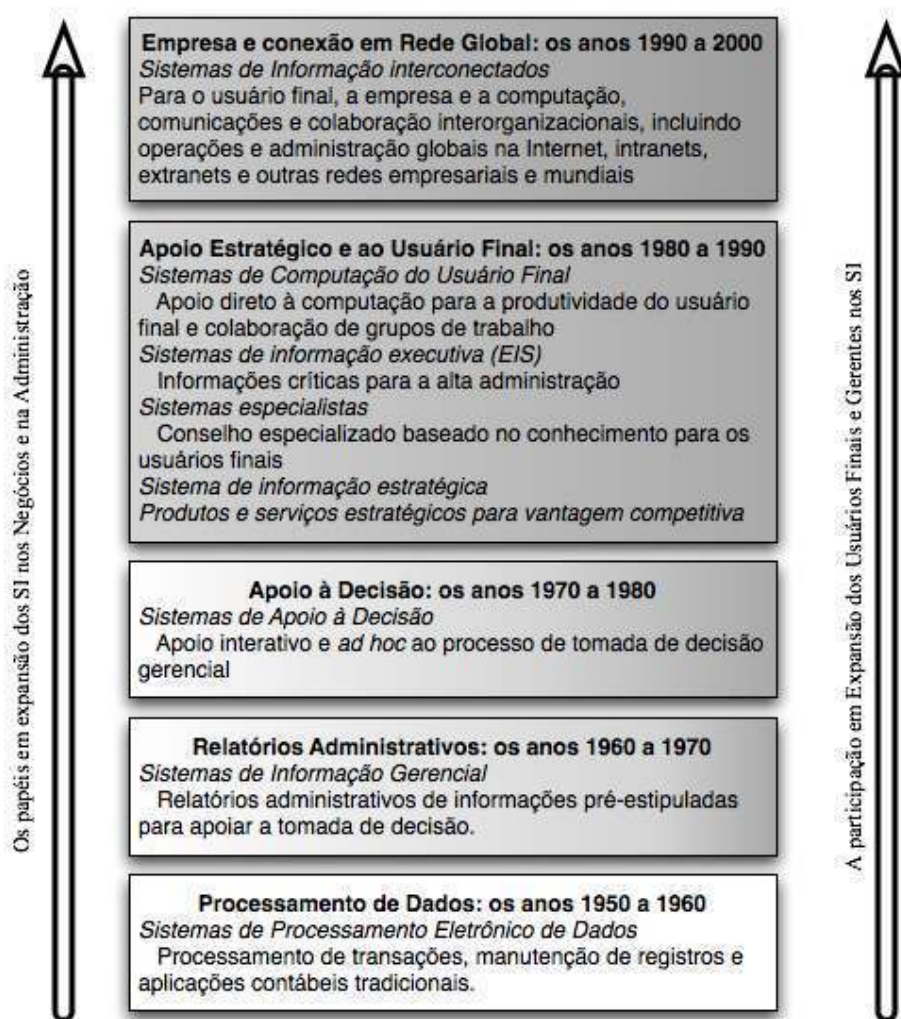 Os papéis em expansão dos SI nos Negócios e na Administração
Empresa e conexão em Rede Global: os anos 1990 a 2000
Sistemas de Informação interconectados
Para o usuário final, a empresa e a computação,
comunicações e colaboração interorganizacionais, incluindo
operações e administração globais na Internet, intranets,
extranets e outras redes empresariais e mundiais
Apoio Estratégico e ao Usuário Final: os anos 1980 a 1990
Sistemas de Computação do Usuário Final
Apoio direto à computação para a produtividade do usuário
final e colaboração de grupos de trabalho
Sistemas de informação executiva (EIS)
Informações críticas para a alta administração
Sistemas especialistas
Conselho especializado baseado no conhecimento para os
usuários finais
Sistema de informação estratégica
Produtos e serviços estratégicos para vantagem competitiva
Apoio à Decisão: os anos 1970 a 1980
Sistemas de Apoio à Decisão
Apoio interativo e ad hoc ao processo de tomada de decisão
gerencial
Relatórios Administrativos: os anos 1960 a 1970
Sistemas de Informação Gerencial
Relatórios administrativos de informações pré-estipuladas
para apoiar a tomada de decisão.
Processamento de Dados: os anos 1950 a 1960
Sistemas de Processamento Eletrônico de Dados
Processamento de transações, manutenção de registros e
aplicações contábeis tradicionais.
A participação em Expansão dos Usuários Finais e Gerentes nos SI